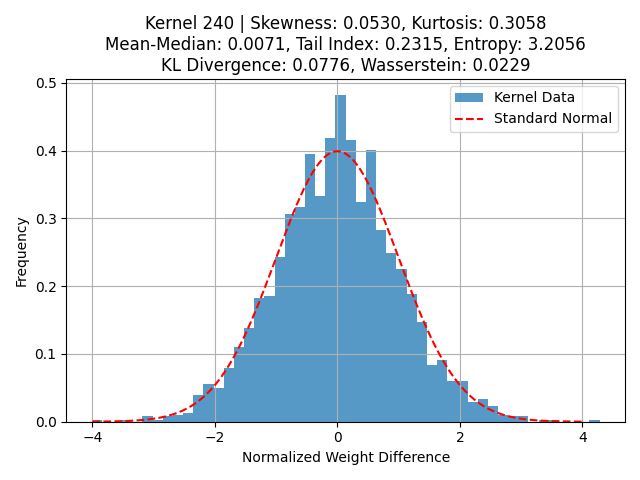 Kernel 240 | Skewness: 0.0530, Kurtosis: 0.3058
Mean-Median: 0.0071, Tail Index: 0.2315, Entropy: 3.2056
KL Divergence: 0.0776, Wasserstein: 0.0229
Kernel Data
Standard Normal
Frequency
0.5
0.4
0.3
0.2
0.1
0.0
−4
−2
0
2
4
Normalized Weight Difference